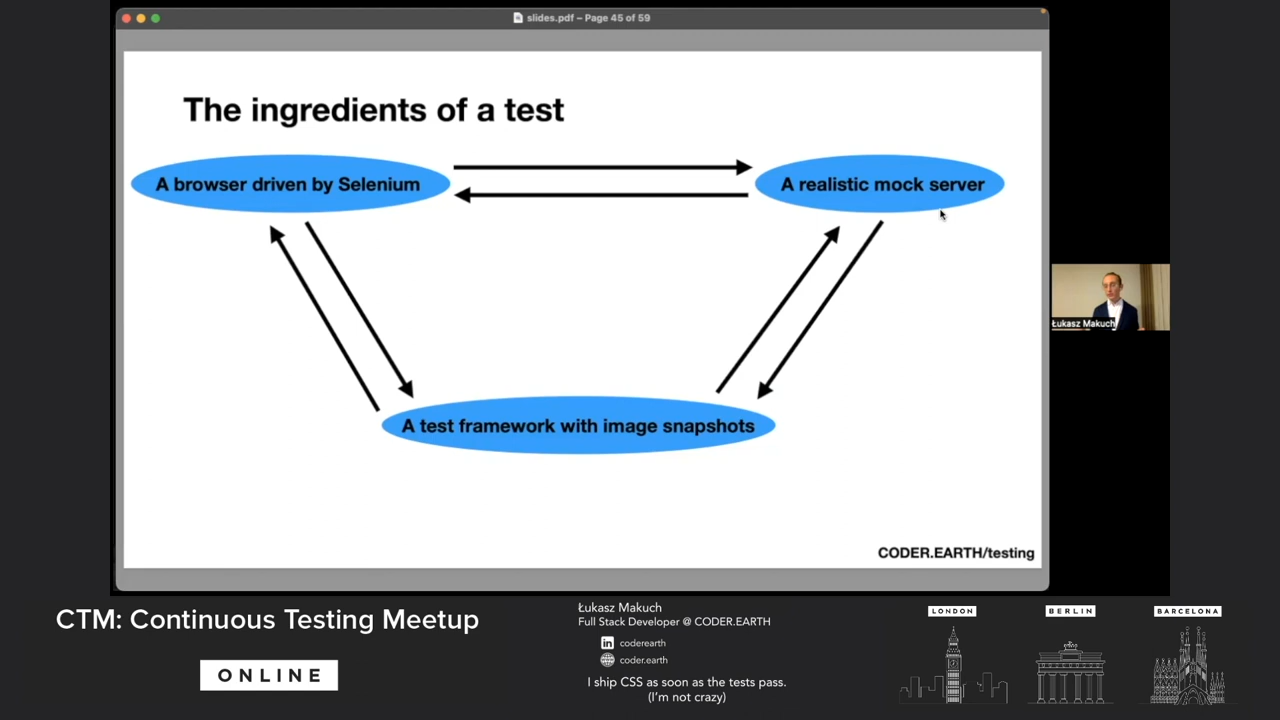 slides.pdf – Page 45 of 59
The ingredients of a test
A browser driven by Selenium
A realistic mock server
A test framework with image snapshots
CODER.EARTH/testing
Łukasz Makuch
CTM: Continuous Testing Meetup
ONLINE
Łukasz Makuch
Full Stack Developer @ CODER.EARTH
in coderearth
coder.earth
I ship CSS as soon as the tests pass.
(I'm not crazy)
LONDON
BERLIN
BARCELONA